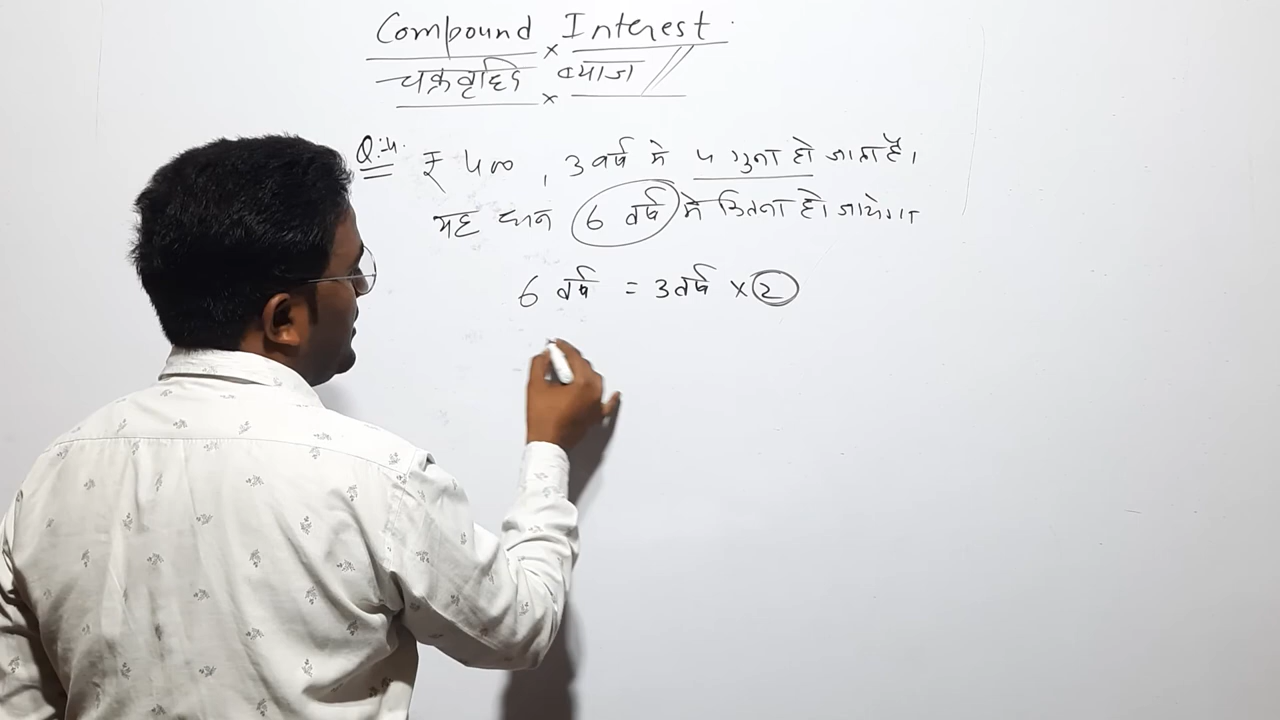 Compound Interest
चक्रवृद्धि ब्याज
Q:-4. ₹ 400, 3 वर्ष मे 4 गुना हो जाता है।
यह धन 6 वर्ष मे कितना हो जायेगा
6 वर्ष = 3 वर्ष × 2